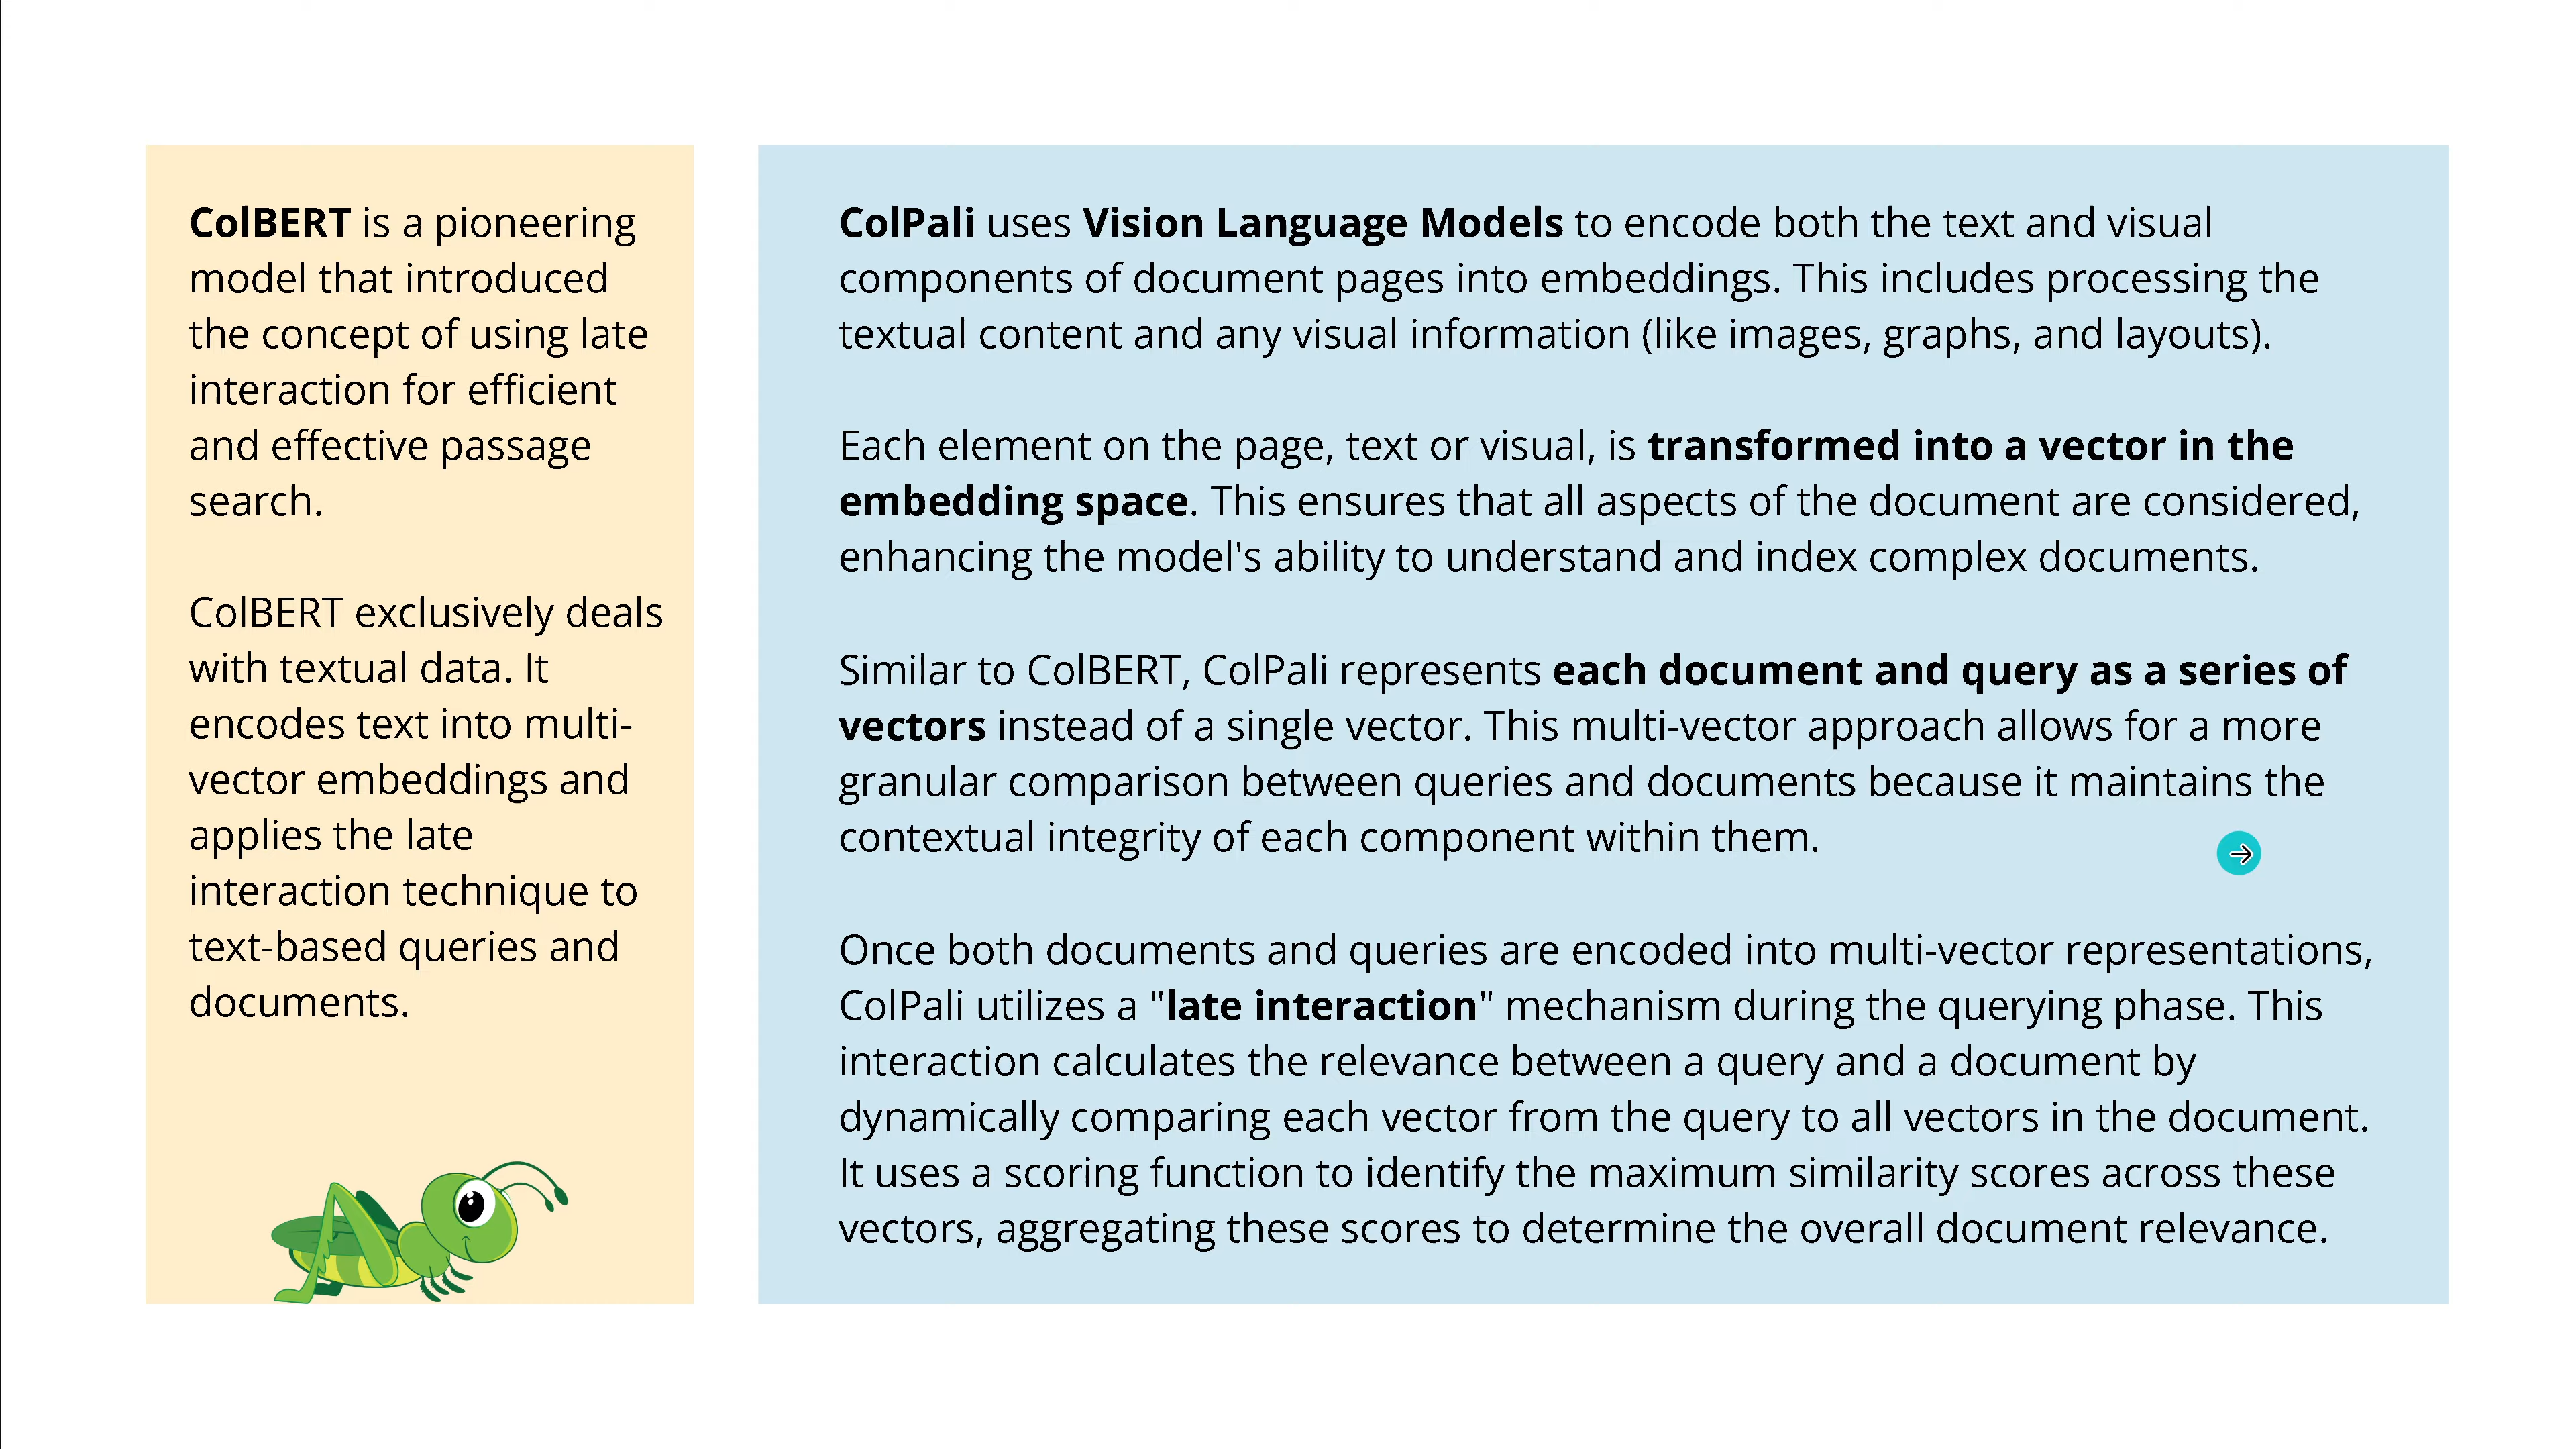 ColBERT is a pioneering
model that introduced
the concept of using late
interaction for efficient
and effective passage
search.
ColBERT exclusively deals
with textual data. It
encodes text into multi-
vector embeddings and
applies the late
interaction technique to
text-based queries and
documents.
ColPali uses Vision Language Models to encode both the text and visual
components of document pages into embeddings. This includes processing the
textual content and any visual information (like images, graphs, and layouts).
Each element on the page, text or visual, is transformed into a vector in the
embedding space. This ensures that all aspects of the document are considered,
enhancing the model's ability to understand and index complex documents.
Similar to ColBERT, ColPali represents each document and query as a series of
vectors instead of a single vector. This multi-vector approach allows for a more
granular comparison between queries and documents because it maintains the
contextual integrity of each component within them.
Once both documents and queries are encoded into multi-vector representations,
ColPali utilizes a "late interaction" mechanism during the querying phase. This
interaction calculates the relevance between a query and a document by
dynamically comparing each vector from the query to all vectors in the document.
It uses a scoring function to identify the maximum similarity scores across these
vectors, aggregating these scores to determine the overall document relevance.